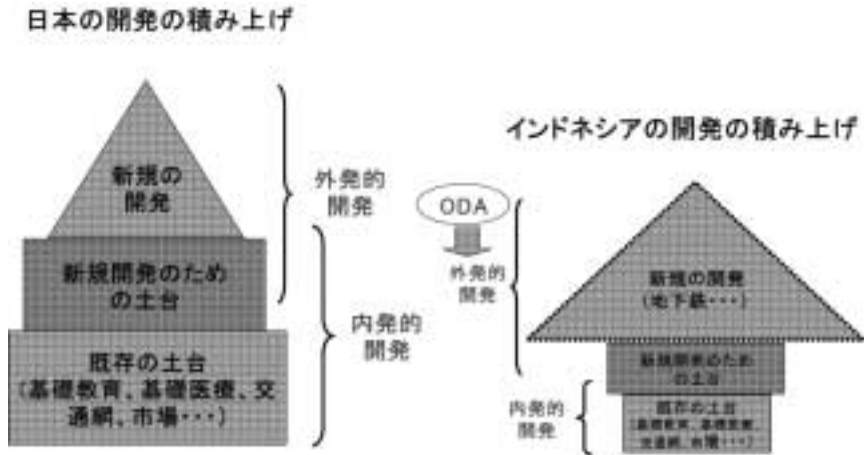 日本の開発の積み上げ
新規の
開発
外発的
開発
新規開発のため
の土台
内発的
開発
既存の土台
(基礎教育、基礎医療、交
通網、市場・・・)
インドネシアの開発の積み上げ
ODA
外発的
開発
新規の開発
(地下鉄・・・)
新規開発のため
の土台
内発的
開発
既存の土台
(基礎教育、基礎医療、
交通網、市場・・・)